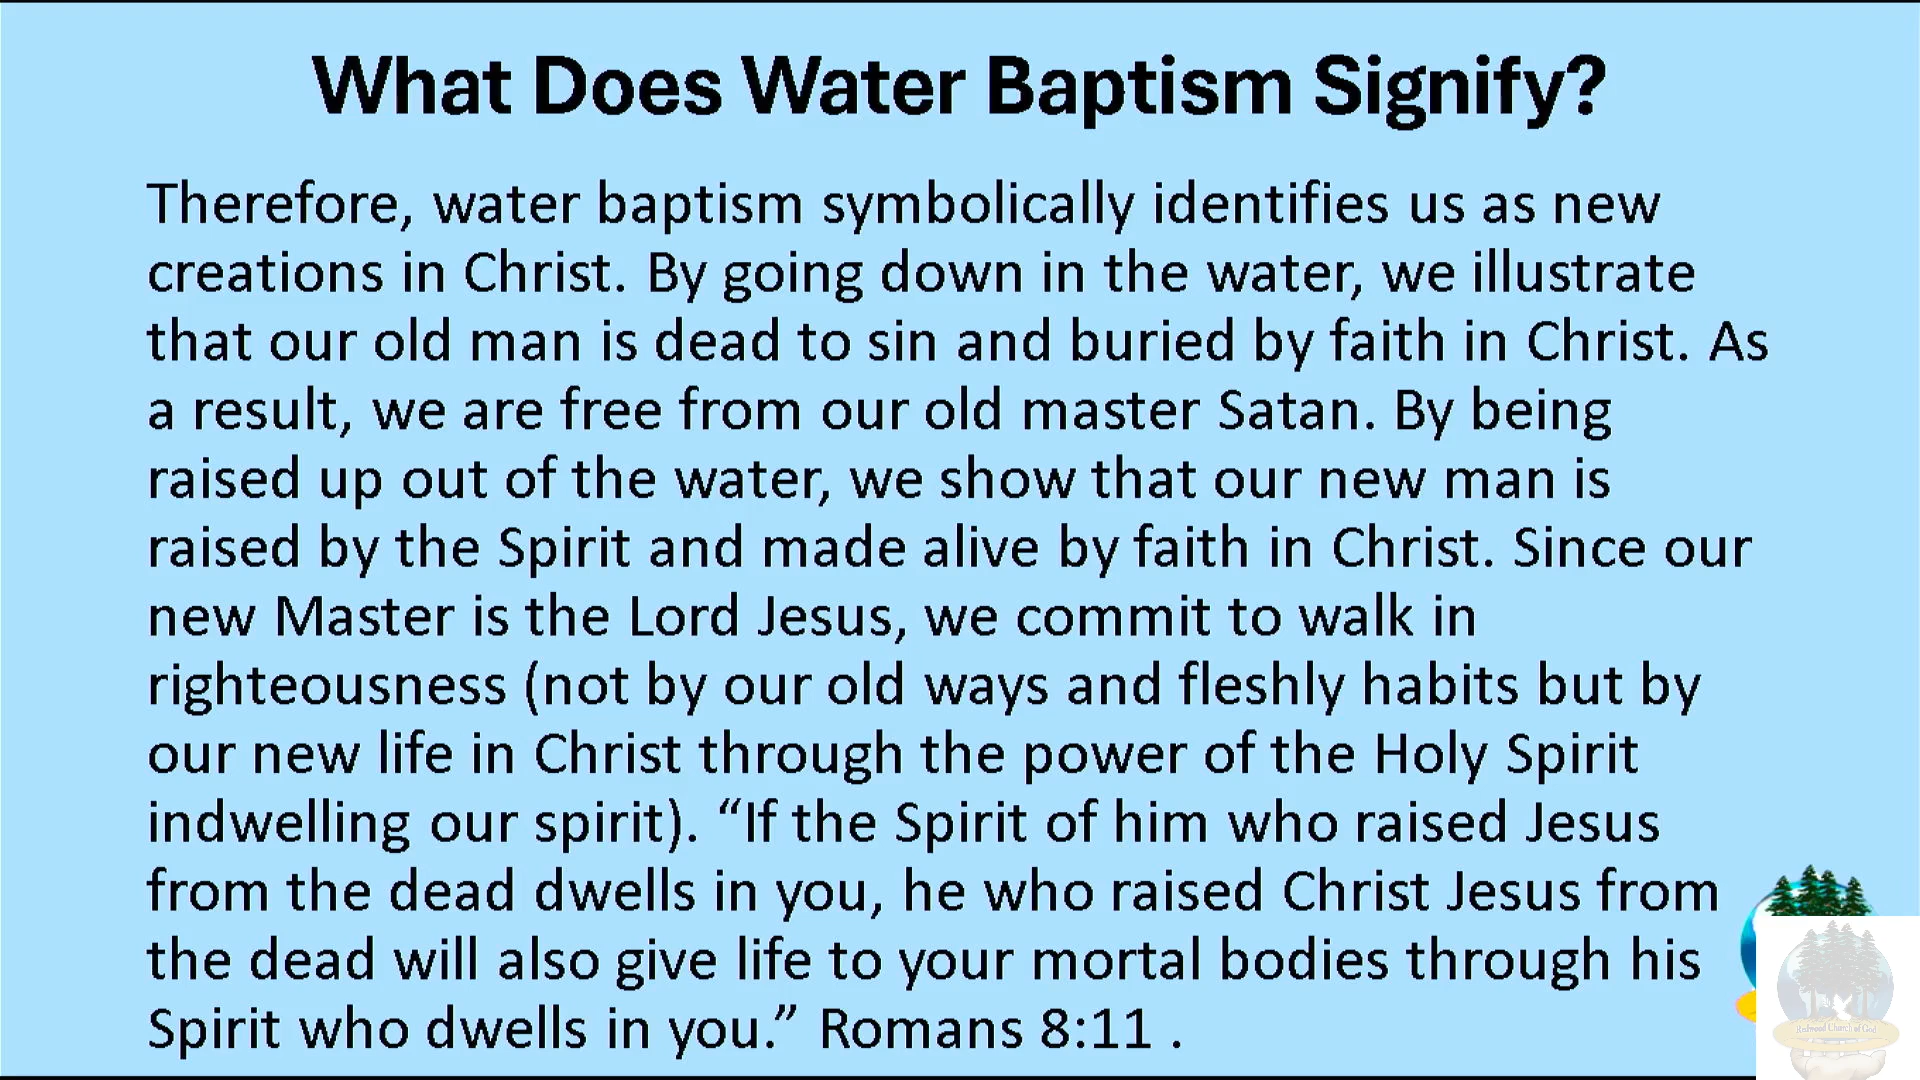 What Does Water Baptism Signify?
Therefore, water baptism symbolically identifies us as new
creations in Christ. By going down in the water, we illustrate
that our old man is dead to sin and buried by faith in Christ. As
a result, we are free from our old master Satan. By being
raised up out of the water, we show that our new man is
raised by the Spirit and made alive by faith in Christ. Since our
new Master is the Lord Jesus, we commit to walk in
righteousness (not by our old ways and fleshly habits but by
our new life in Christ through the power of the Holy Spirit
indwelling our spirit). “If the Spirit of him who raised Jesus
from the dead dwells in you, he who raised Christ Jesus from
the dead will also give life to your mortal bodies through his
Spirit who dwells in you.” Romans 8:11 .
Redwood Church of God